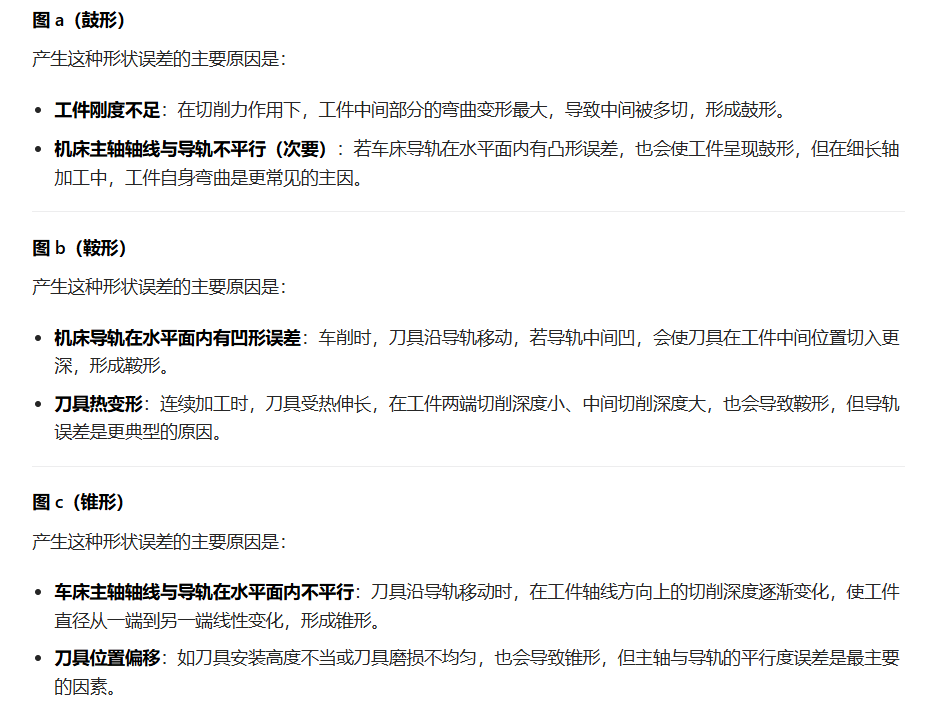 图 a（鼓形）
产生这种形状误差的主要原因是：
• 工件刚度不足：在切削力作用下，工件中间部分的弯曲变形最大，导致中间被多切，形成鼓形。
• 机床主轴轴线与导轨不平行（次要）：若车床导轨在水平面内有凸形误差，也会使工件呈现鼓形，但在细长轴
加工中，工件自身弯曲是更常见的主因。
图 b（鞍形）
产生这种形状误差的主要原因是：
• 机床导轨在水平面内有凹形误差：车削时，刀具沿导轨移动，若导轨中间凹，会使刀具在工件中间位置切入更
深，形成鞍形。
• 刀具热变形：连续加工时，刀具受热伸长，在工件两端切削深度小、中间切削深度大，也会导致鞍形，但导轨
误差是更典型的原因。
图 c（锥形）
产生这种形状误差的主要原因是：
• 车床主轴轴线与导轨在水平面内不平行：刀具沿导轨移动时，在工件轴线方向上的切削深度逐渐变化，使工件
直径从一端到另一端线性变化，形成锥形。
• 刀具位置偏移：如刀具安装高度不当或刀具磨损不均匀，也会导致锥形，但主轴与导轨的平行度误差是最主要
的因素。